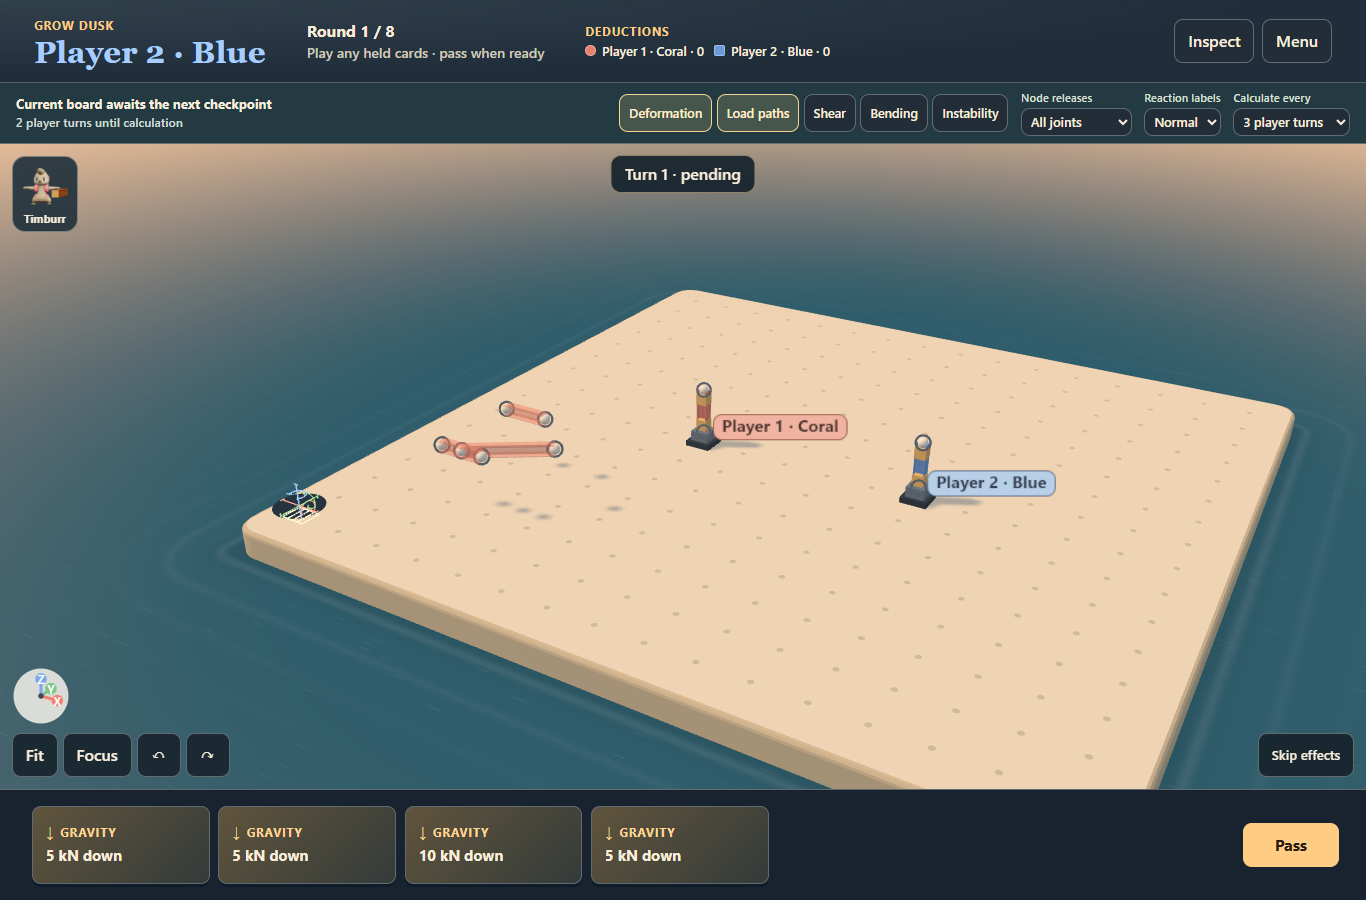 GROW DUSK
Player 2 · Blue
Round 1 / 8
Play any held cards · pass when ready
DEDUCTIONS
Player 1 · Coral · 0
Player 2 · Blue · 0
Inspect
Menu
Current board awaits the next checkpoint
2 player turns until calculation
Deformation
Load paths
Shear
Bending
Instability
Node releases
All joints
Reaction labels
Normal
Calculate every
3 player turns
Timburr
Turn 1 · pending
Player 1 · Coral
Player 2 · Blue
Z
Y
X
Fit
Focus
Skip effects
↓ GRAVITY
5 kN down
↓ GRAVITY
5 kN down
↓ GRAVITY
10 kN down
↓ GRAVITY
5 kN down
Pass